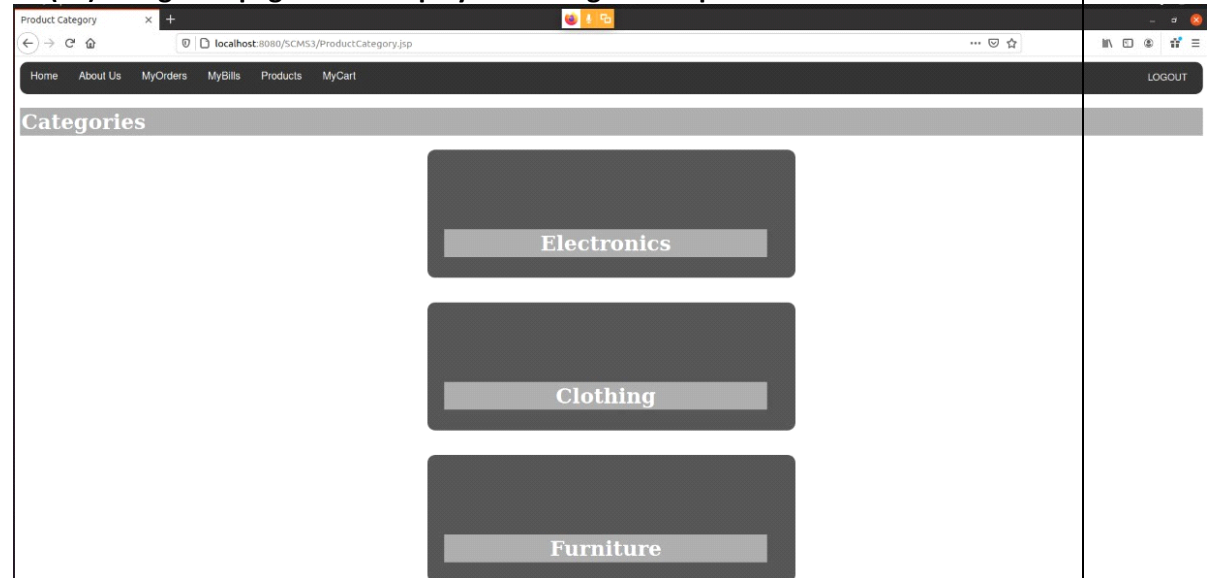 Product Category
localhost:8080/SCMS3/ProductCategory.jsp
Home About Us MyOrders MyBills Products MyCart LOGOUT
Categories
Electronics
Clothing
Furniture